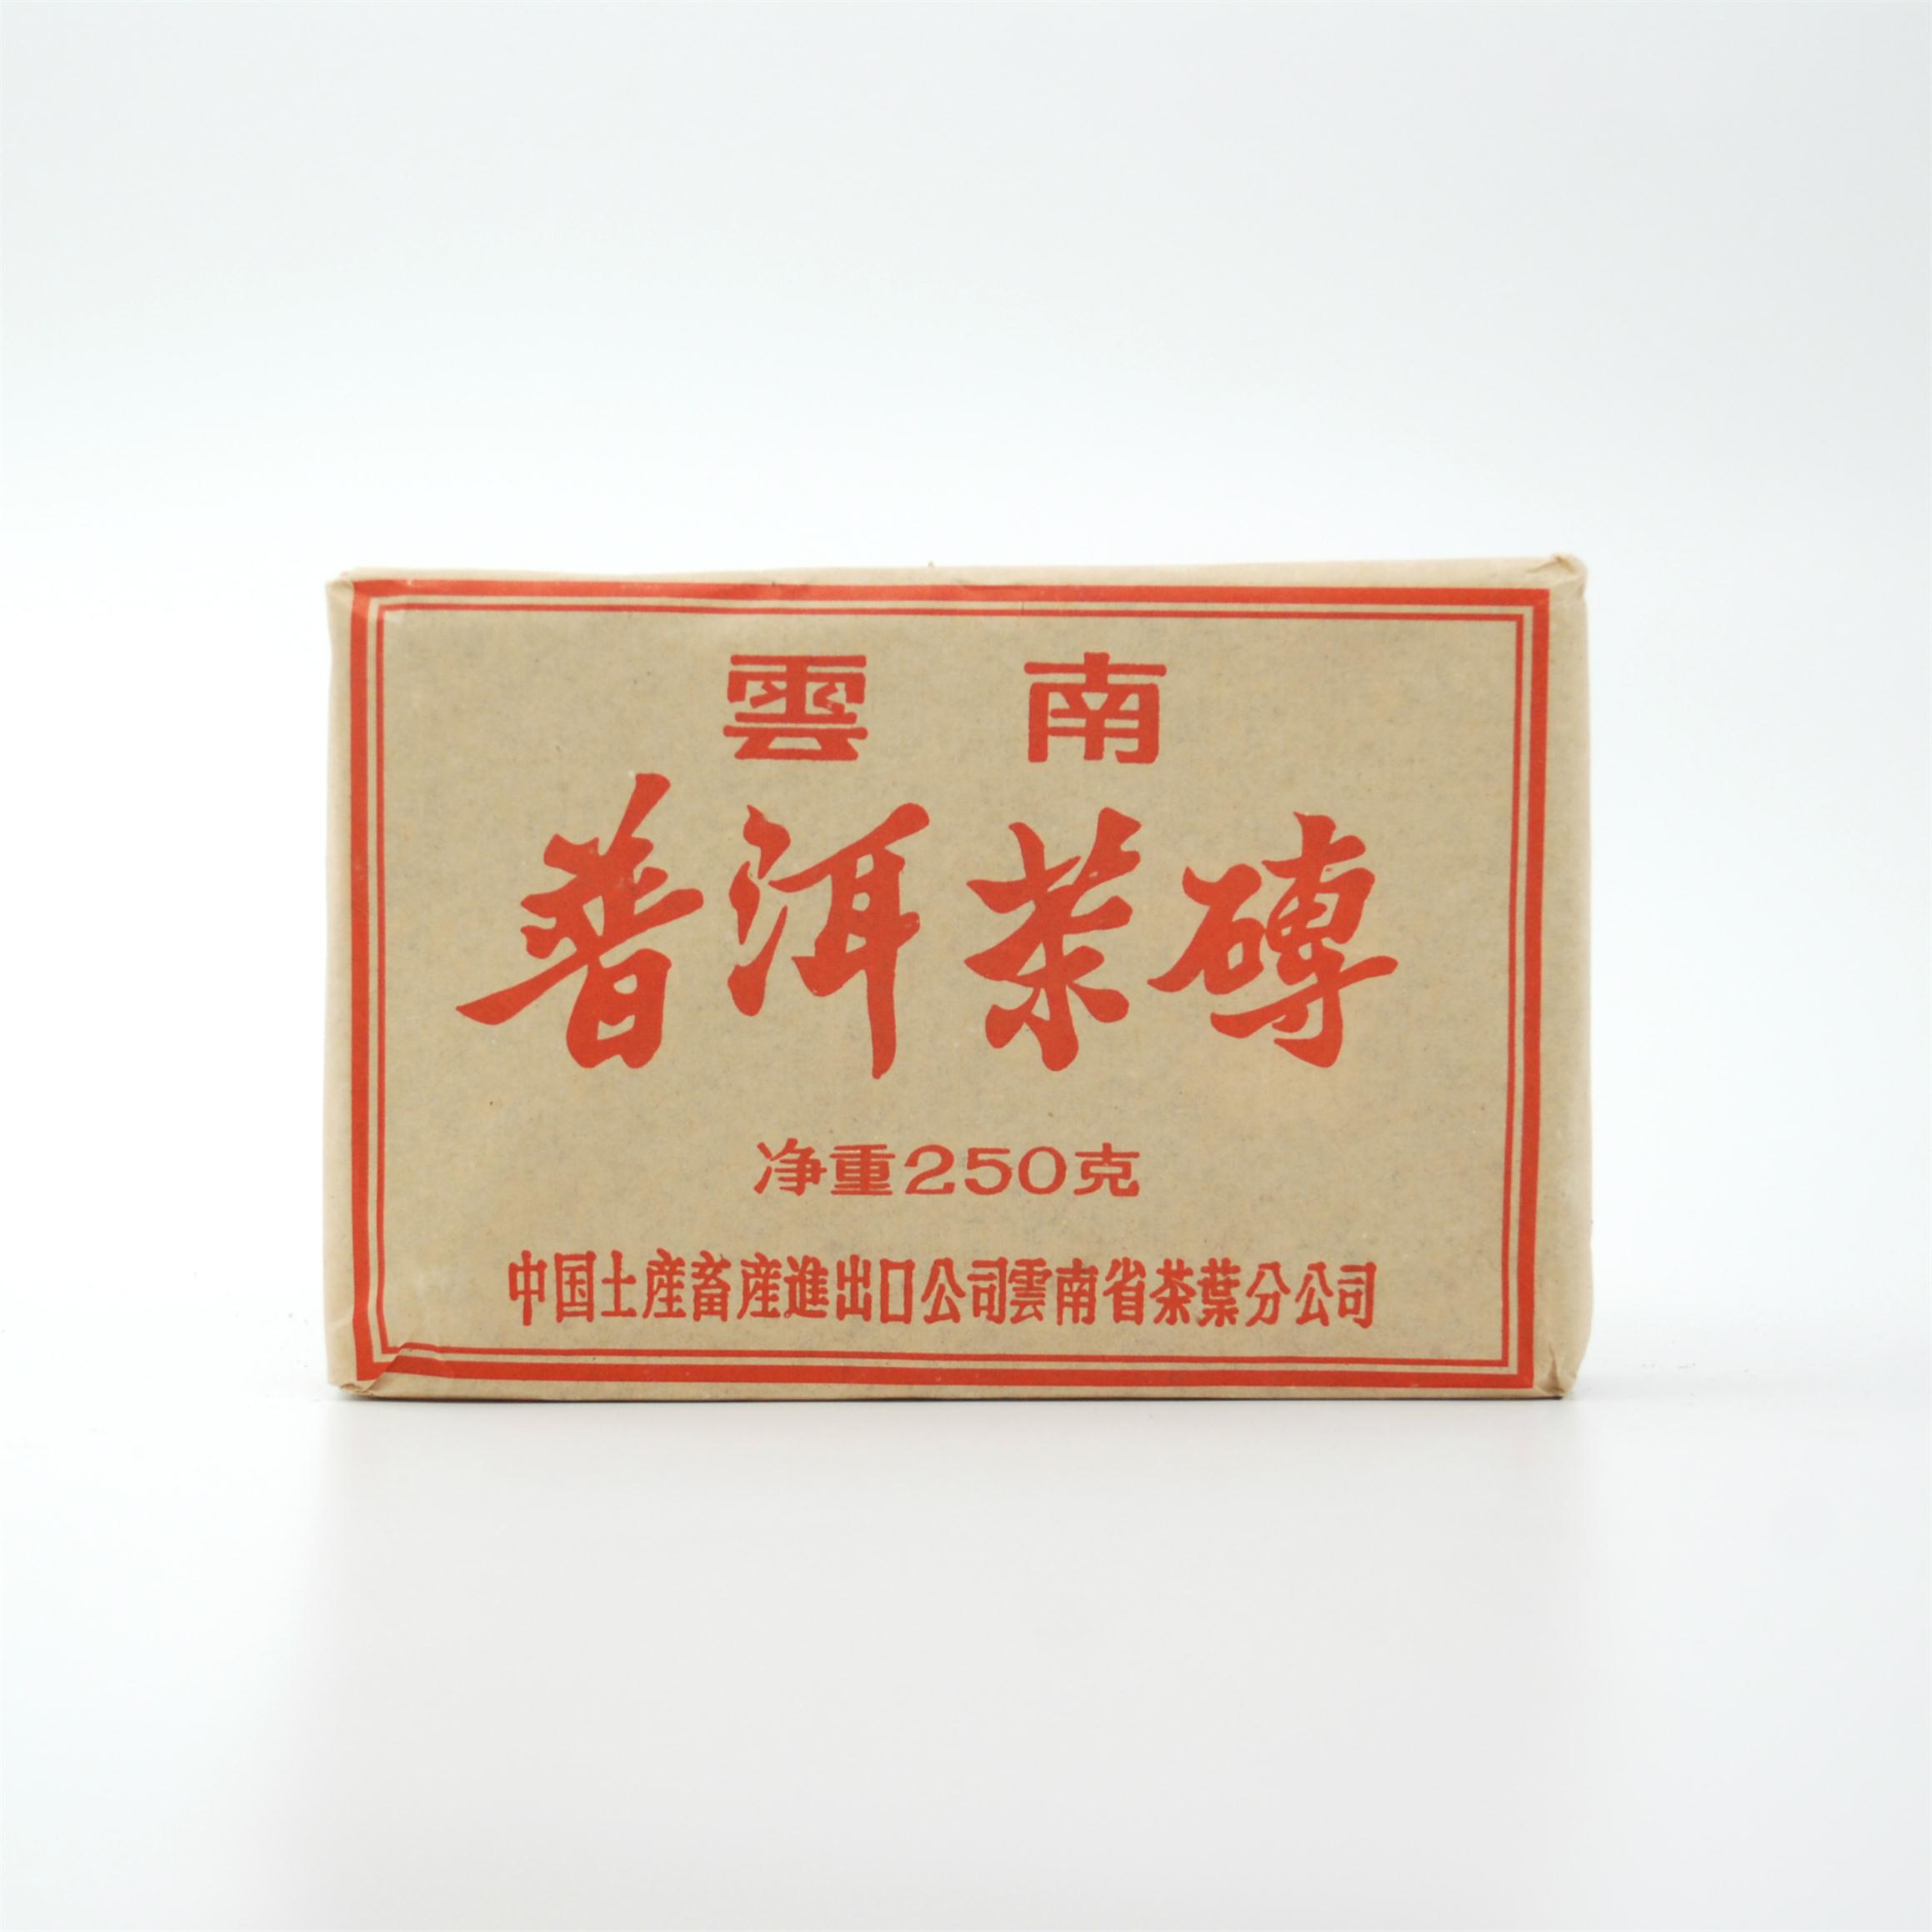 雲南
普洱茶磚
净重250克
中国土産畜産進出口公司雲南省茶葉分公司